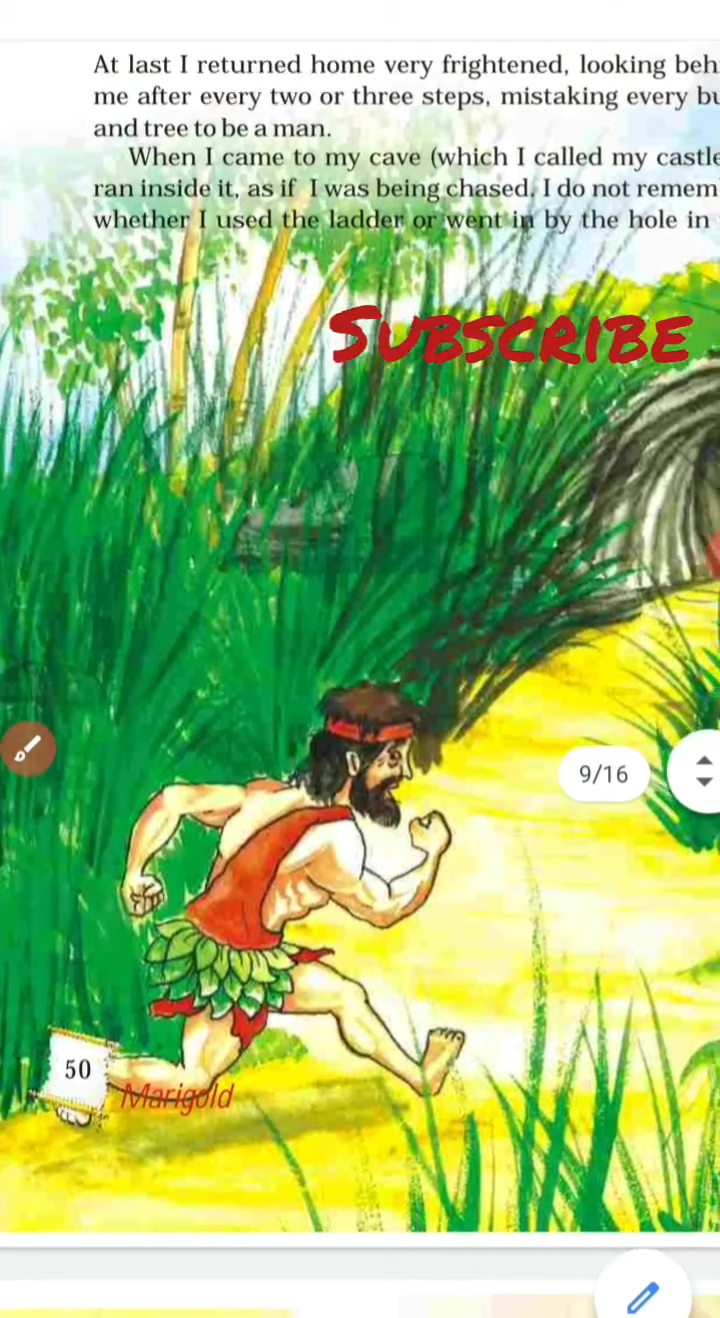 At last I returned home very frightened, looking beh
me after every two or three steps, mistaking every bu
and tree to be a man.
When I came to my cave (which I called my castle
ran inside it, as if I was being chased. I do not remem
whether I used the ladder or went in by the hole in
SUBSCRIBE
9/16
50
Marigold